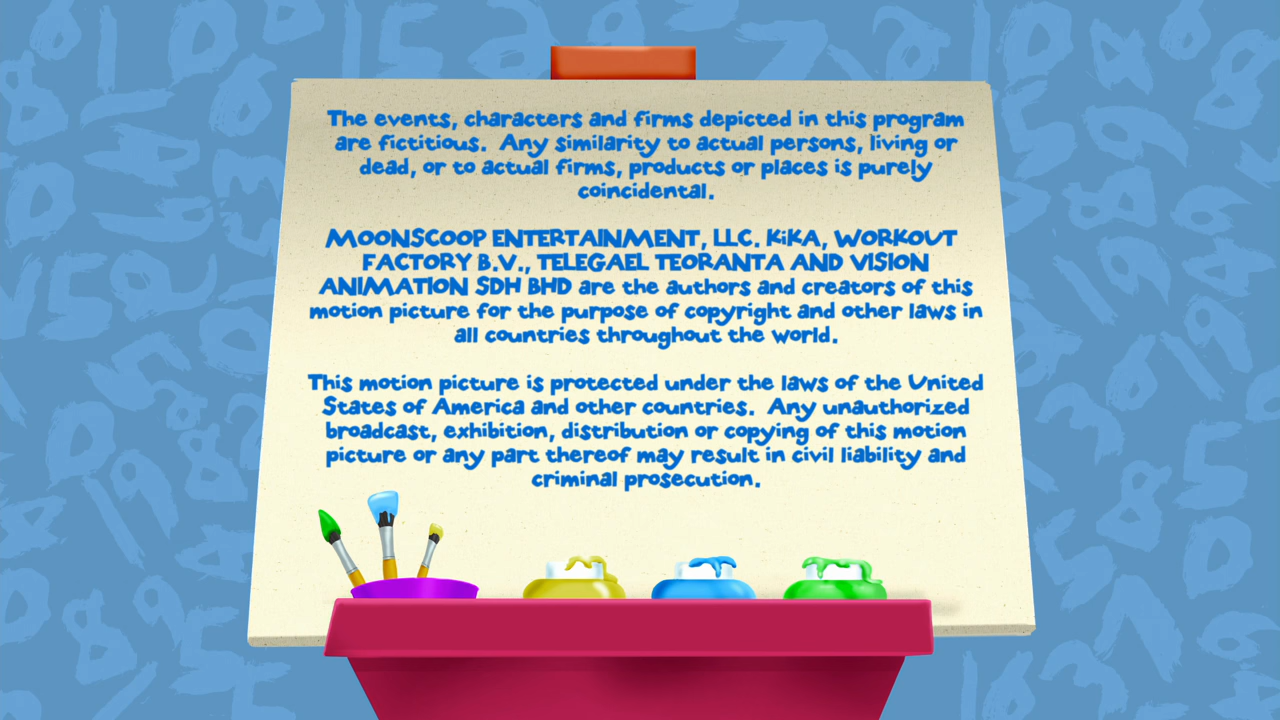 The events, characters and firms depicted in this program
are fictitious.  Any similarity to actual persons, living or
dead, or to actual firms, products or places is purely
coincidental.
MOONSCOOP ENTERTAINMENT, LLC. KiKA, WORKOUT
FACTORY B.V., TELEGAEL TEORANTA AND VISION
ANIMATION SDH BHD are the authors and creators of this
motion picture for the purpose of copyright and other laws in
all countries throughout the world.
This motion picture is protected under the laws of the United
States of America and other countries.  Any unauthorized
broadcast, exhibition, distribution or copying of this motion
picture or any part thereof may result in civil liability and
criminal prosecution.